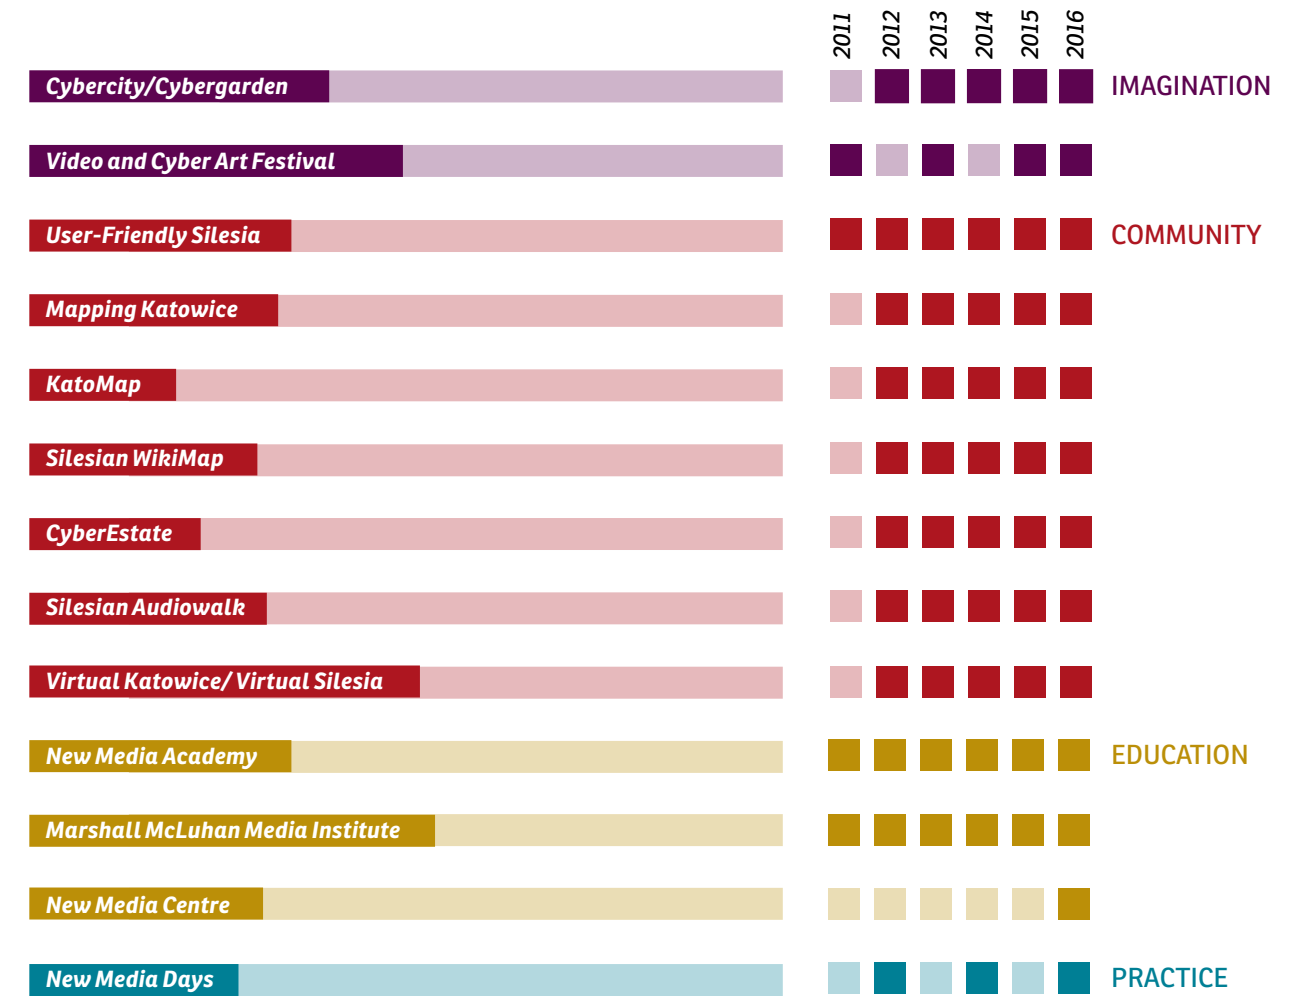 2011 2012 2013 2014 2015 2016
Cybercity/Cybergarden IMAGINATION
Video and Cyber Art Festival
User-Friendly Silesia COMMUNITY
Mapping Katowice
KatoMap
Silesian WikiMap
CyberEstate
Silesian Audiowalk
Virtual Katowice/ Virtual Silesia
New Media Academy EDUCATION
Marshall McLuhan Media Institute
New Media Centre
New Media Days PRACTICE